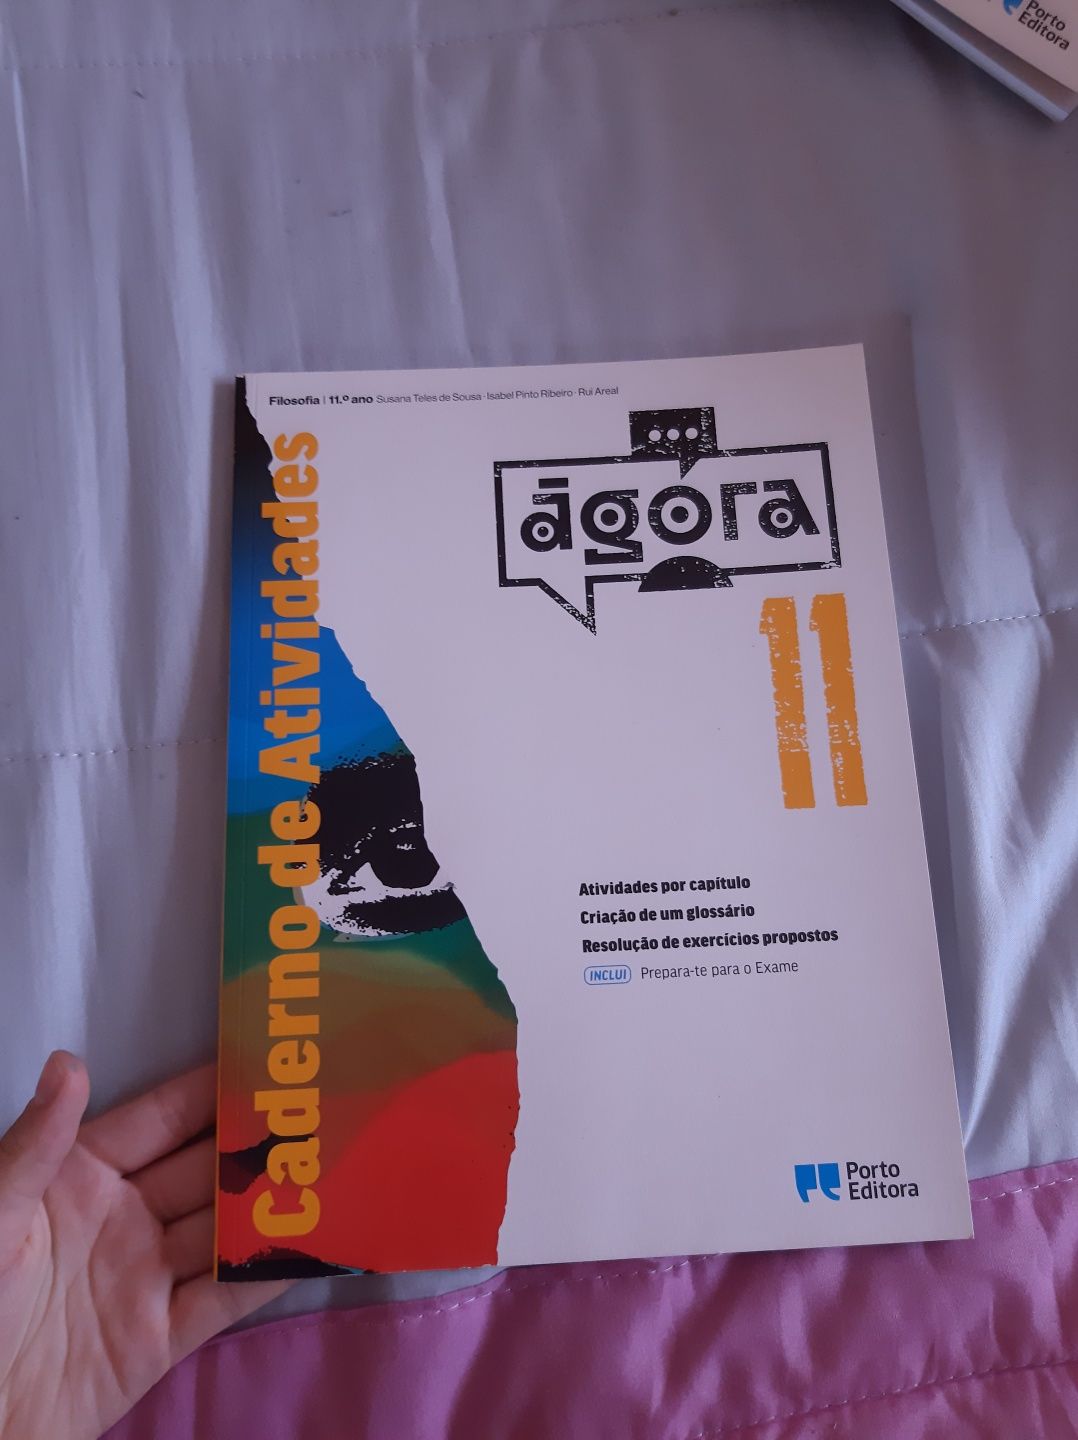 Porto
Editora
Filosofia | 11.º ano Susana Teles de Sousa · Isabel Pinto Ribeiro · Rui Areal
Caderno de Atividades
ágora
11
Atividades por capítulo
Criação de um glossário
Resolução de exercícios propostos
INCLUI Prepara-te para o Exame
Porto
Editora